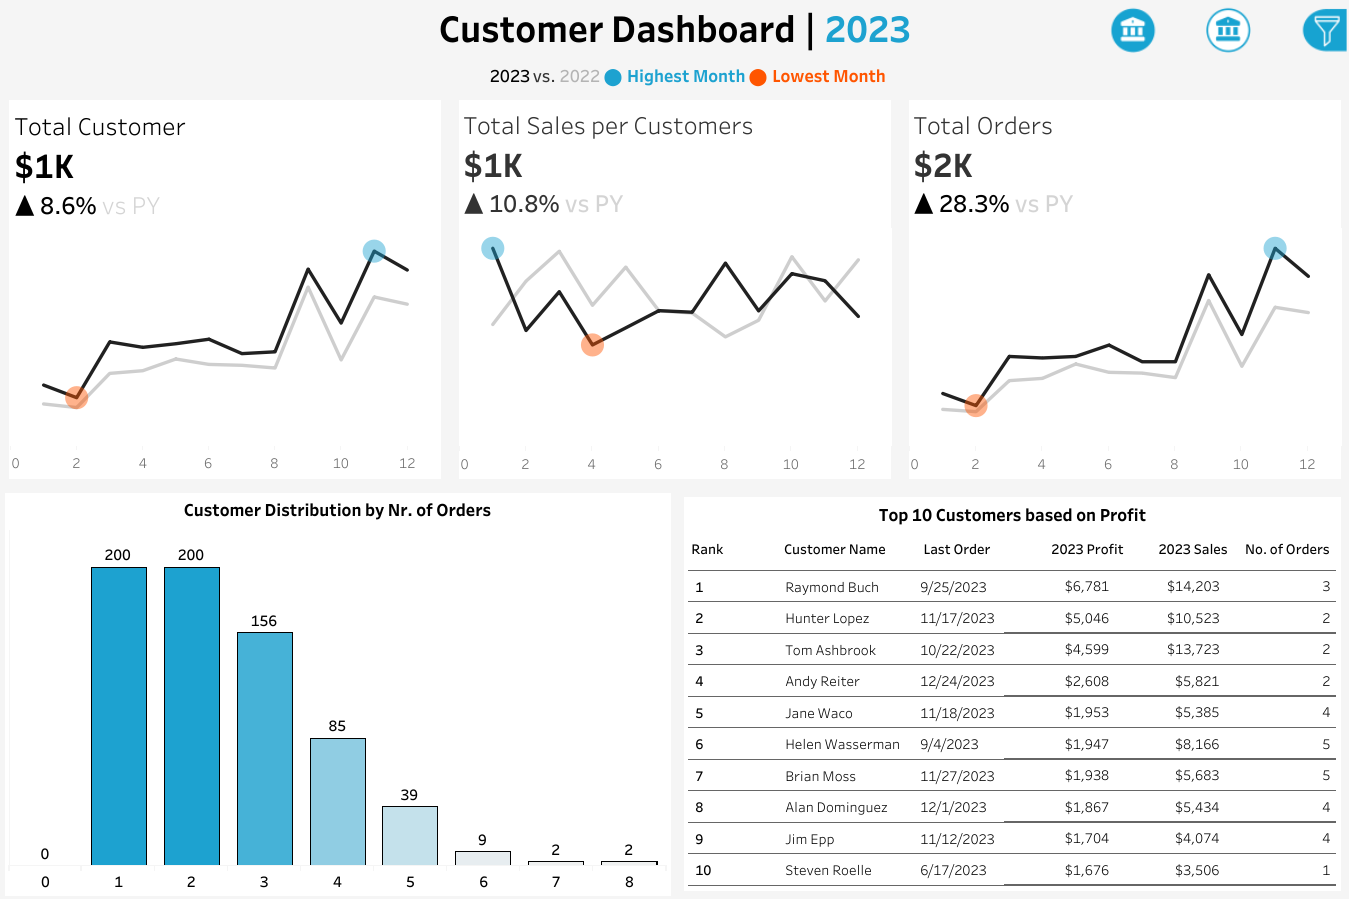 Customer Dashboard | 2023
2023 vs. 2022 Highest Month Lowest Month
Total Customer
$1K
▲ 8.6% vs PY
0 2 4 6 8 10 12
Total Sales per Customers
$1K
▲ 10.8% vs PY
0 2 4 6 8 10 12
Total Orders
$2K
▲ 28.3% vs PY
0 2 4 6 8 10 12
Customer Distribution by Nr. of Orders
0 200 200 156 85 39 9 2 2
0 1 2 3 4 5 6 7 8
Top 10 Customers based on Profit
Rank Customer Name Last Order 2023 Profit 2023 Sales No. of Orders
1 Raymond Buch 9/25/2023 $6,781 $14,203 3
2 Hunter Lopez 11/17/2023 $5,046 $10,523 2
3 Tom Ashbrook 10/22/2023 $4,599 $13,723 2
4 Andy Reiter 12/24/2023 $2,608 $5,821 2
5 Jane Waco 11/18/2023 $1,953 $5,385 4
6 Helen Wasserman 9/4/2023 $1,947 $8,166 5
7 Brian Moss 11/27/2023 $1,938 $5,683 5
8 Alan Dominguez 12/1/2023 $1,867 $5,434 4
9 Jim Epp 11/12/2023 $1,704 $4,074 4
10 Steven Roelle 6/17/2023 $1,676 $3,506 1